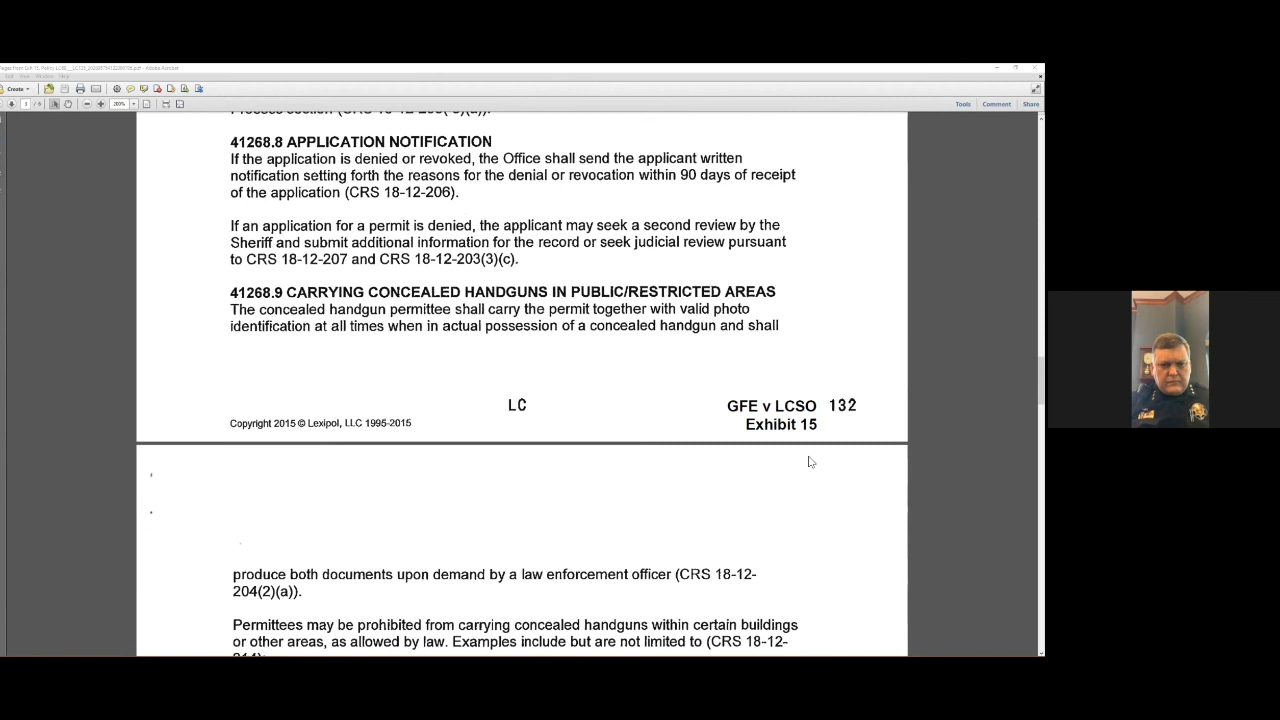 Create
1 / 8
200%
Tools
Comment
Share
41268.8 APPLICATION NOTIFICATION
If the application is denied or revoked, the Office shall send the applicant written
notification setting forth the reasons for the denial or revocation within 90 days of receipt
of the application (CRS 18-12-206).
If an application for a permit is denied, the applicant may seek a second review by the
Sheriff and submit additional information for the record or seek judicial review pursuant
to CRS 18-12-207 and CRS 18-12-203(3)(c).
41268.9 CARRYING CONCEALED HANDGUNS IN PUBLIC/RESTRICTED AREAS
The concealed handgun permittee shall carry the permit together with valid photo
identification at all times when in actual possession of a concealed handgun and shall
LC
GFE v LCSO 132
Exhibit 15
Copyright 2015 © Lexipol, LLC 1995-2015
produce both documents upon demand by a law enforcement officer (CRS 18-12-
204(2)(a)).
Permittees may be prohibited from carrying concealed handguns within certain buildings
or other areas, as allowed by law. Examples include but are not limited to (CRS 18-12-